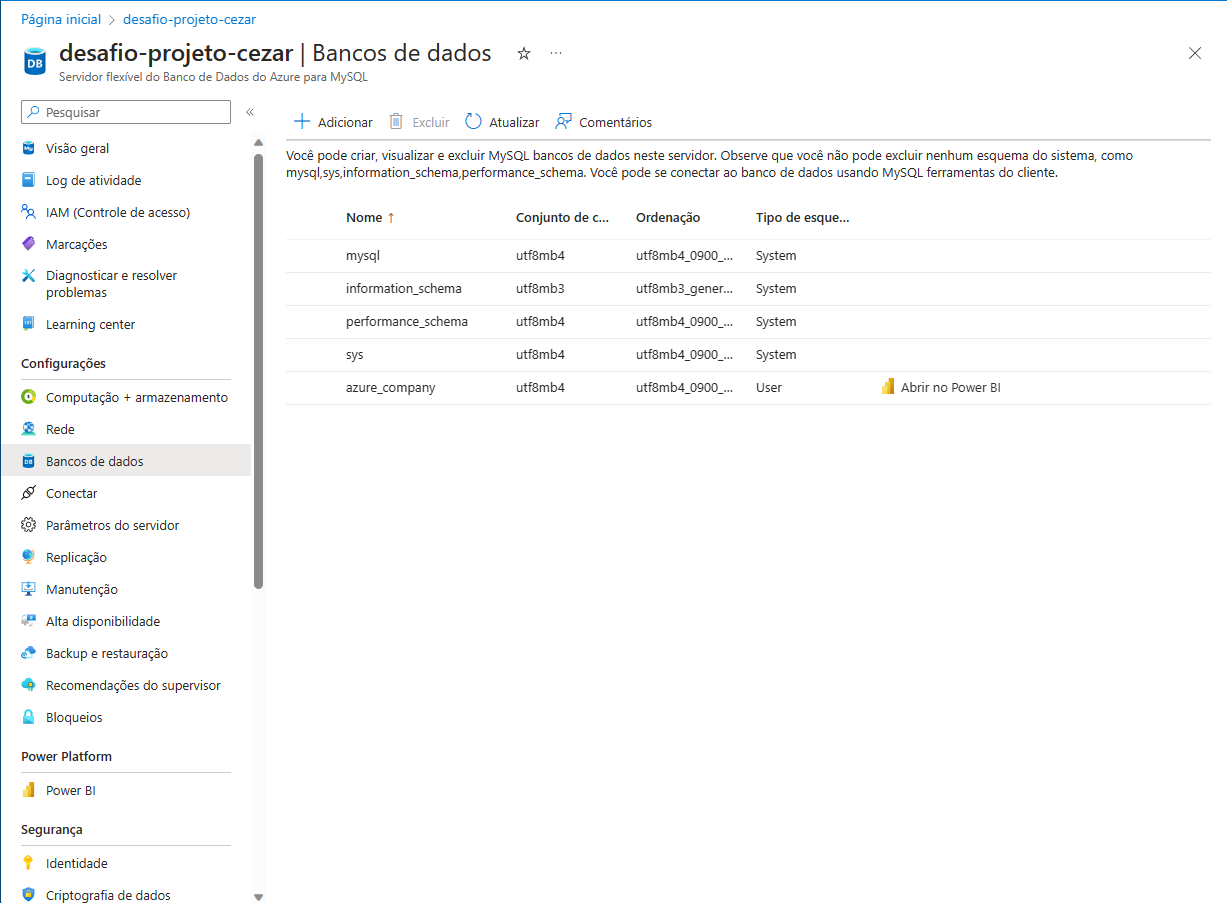 Página inicial > desafio-projeto-cezar
desafio-projeto-cezar | Bancos de dados
Servidor flexível do Banco de Dados do Azure para MySQL
Pesquisar
Visão geral
Log de atividade
IAM (Controle de acesso)
Marcações
Diagnosticar e resolver
problemas
Learning center
Configurações
Computação + armazenamento
Rede
Bancos de dados
Conectar
Parâmetros do servidor
Replicação
Manutenção
Alta disponibilidade
Backup e restauração
Recomendações do supervisor
Bloqueios
Power Platform
Power BI
Segurança
Identidade
Criptografia de dados
Adicionar Excluir Atualizar Comentários
Você pode criar, visualizar e excluir MySQL bancos de dados neste servidor. Observe que você não pode excluir nenhum esquema do sistema, como
mysql,sys,information_schema,performance_schema. Você pode se conectar ao banco de dados usando MySQL ferramentas do cliente.
Nome ↑ Conjunto de c... Ordenação Tipo de esque...
mysql utf8mb4 utf8mb4_0900_... System
information_schema utf8mb3 utf8mb3_gener... System
performance_schema utf8mb4 utf8mb4_0900_... System
sys utf8mb4 utf8mb4_0900_... System
azure_company utf8mb4 utf8mb4_0900_... User Abrir no Power BI